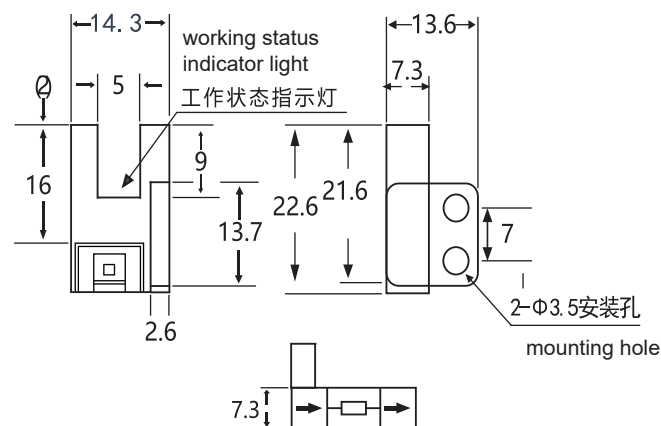 14. 3
13.6
working status
indicator light
7.3
②
5
工作状态指示灯
9
16
22.6
21.6
13.7
7
2.6
2-Φ3. 5安装孔
mounting hole
7.3